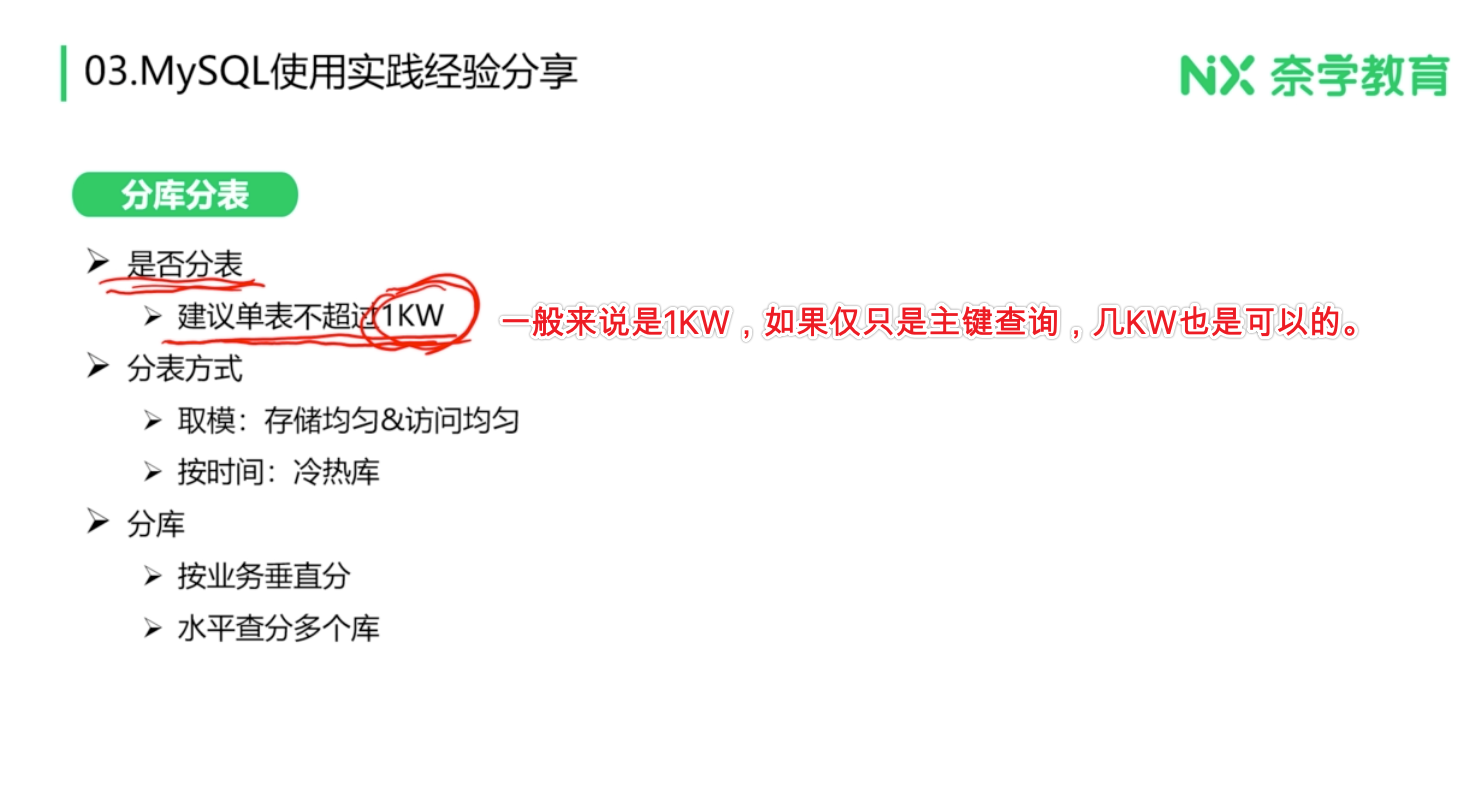 03.MySQL使用实践经验分享
NX 奈学教育
分库分表
是否分表
建议单表不超过1KW
一般来说是1KW，如果仅只是主键查询，几KW也是可以的。
分表方式
取模：存储均匀&访问均匀
按时间：冷热库
分库
按业务垂直分
水平查分多个库